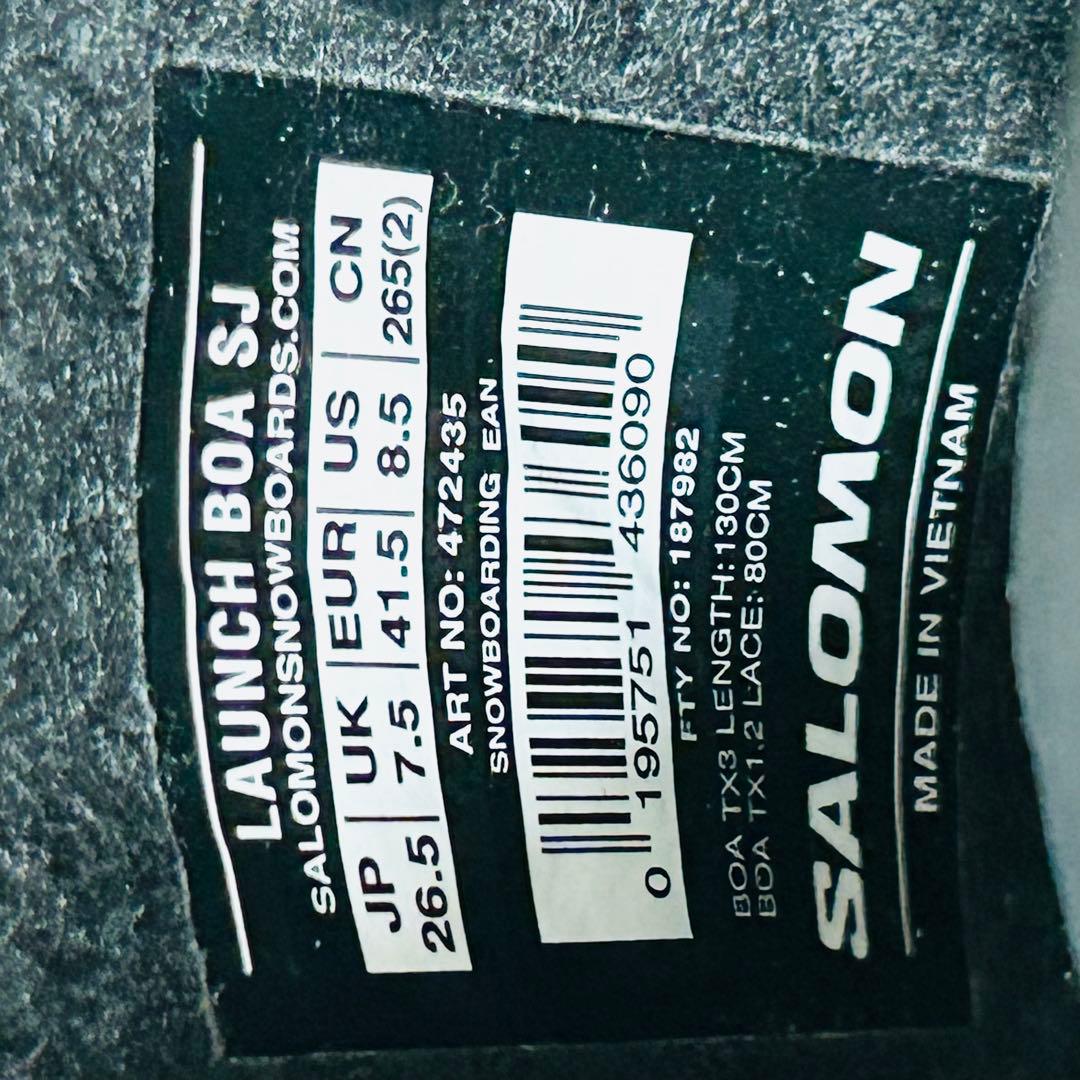 LAUNCH BOA SJ
SALOMONSNOWBOARDS.COM
JP UK EUR US CN
26.5 7.5 41.5 8.5 265(2)
ART NO: 472435
SNOWBOARDING EAN
0 195751 436090
FTY NO: 187982
BOA TX3 LENGTH:130CM
BOA TX1.2 LACE: 80CM
SALOMON
MADE IN VIETNAM